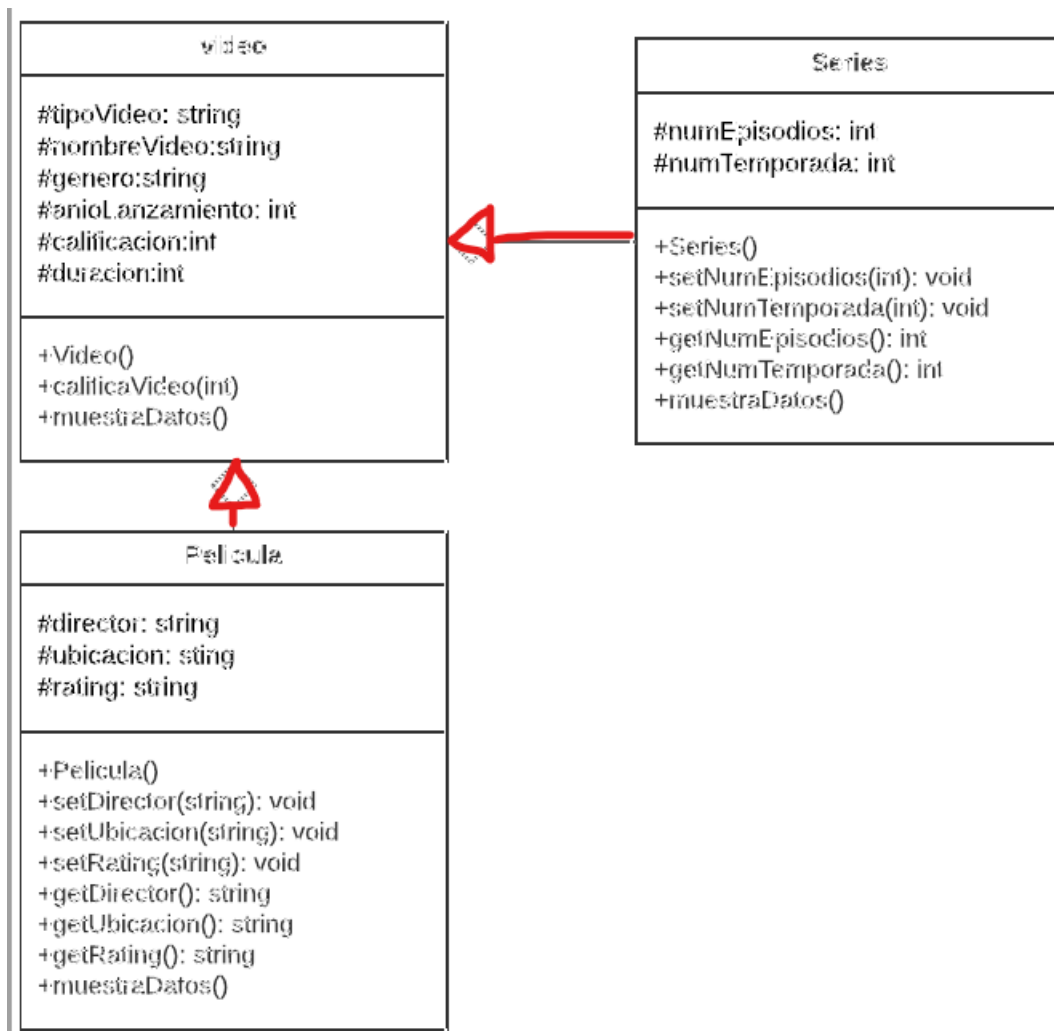 video
#tipoVideo: string
#nombreVideo:string
#genero:string
#anioLanzamiento: int
#calificacion:int
#duracion:int
+Video()
+calificaVideo(int)
+muestraDatos()
Series
#numEpisodios: int
#numTemporada: int
+Series()
+setNumEpisodios(int): void
+setNumTemporada(int): void
+getNumEpisodios(): int
+getNumTemporada(): int
+muestraDatos()
Pelicula
#director: string
#ubicacion: sting
#rating: string
+Pelicula()
+setDirector(string): void
+setUbicacion(string): void
+setRating(string): void
+getDirector(): string
+getUbicacion(): string
+getRating(): string
+muestraDatos()